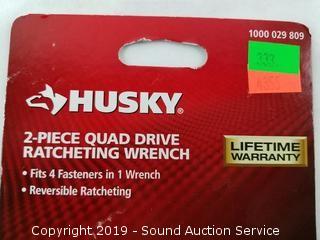 1000 029 809
333
HUSKY®
2-PIECE QUAD DRIVE
RATCHETING WRENCH
• Fits 4 Fasteners in 1 Wrench
• Reversible Ratcheting
LIFETIME
WARRANTY
Copyright 2019 - Sound Auction Service